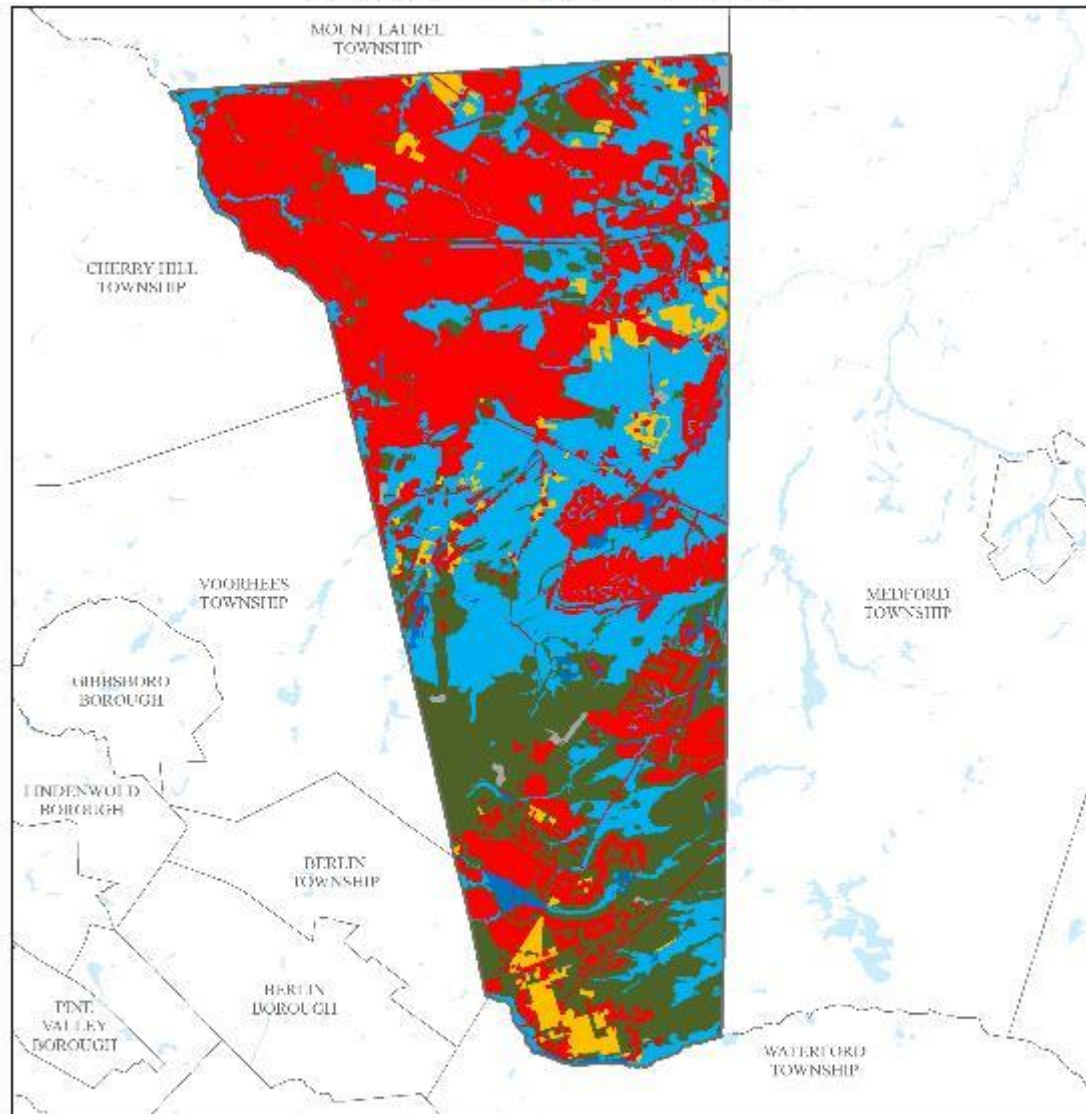 MOUNT LAUREL
TOWNSHIP
CHERRY HILL
TOWNSHIP
VOORHEES
TOWNSHIP
MEDFORD
TOWNSHIP
GIBBSBORO
BOROUGH
LINDENWOLD
BOROUGH
BERLIN
TOWNSHIP
BERLIN
BOROUGH
PINE
VALLEY
BOROUGH
WATERFORD
TOWNSHIP